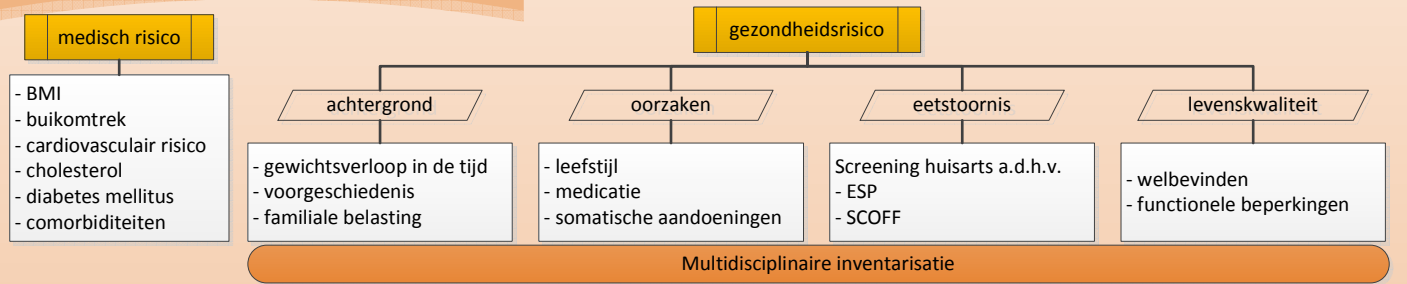 medisch risico
- BMI
- buikomtrek
- cardiovasculair risico
- cholesterol
- diabetes mellitus
- comorbiditeiten
gezondheidsrisico
achtergrond
- gewichtsverloop in de tijd
- voorgeschiedenis
- familiale belasting
oorzaken
- leefstijl
- medicatie
- somatische aandoeningen
eetstoornis
Screening huisarts a.d.h.v.
- ESP
- SCOFF
levenskwaliteit
- welbevinden
- functionele beperkingen
Multidisciplinaire inventarisatie